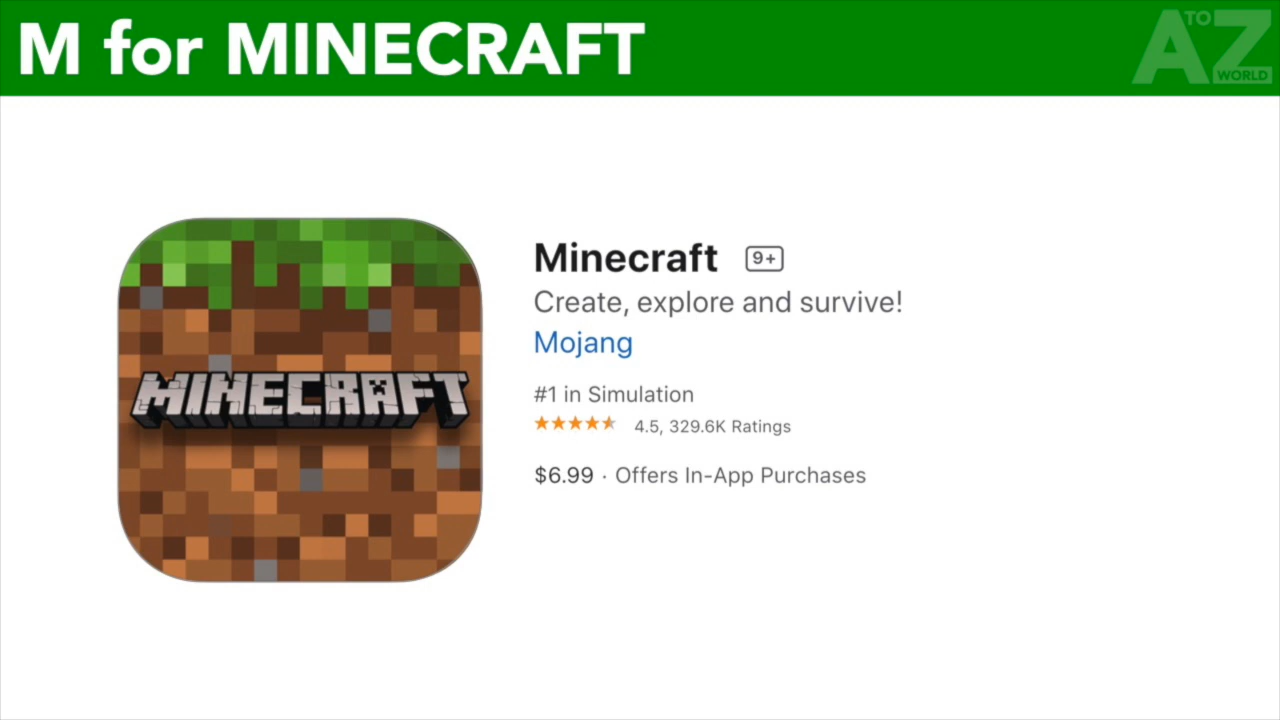 M for MINECRAFT
A TO Z
WORLD
MINECRAFT
Minecraft 9+
Create, explore and survive!
Mojang
#1 in Simulation
4.5, 329.6K Ratings
$6.99 · Offers In-App Purchases